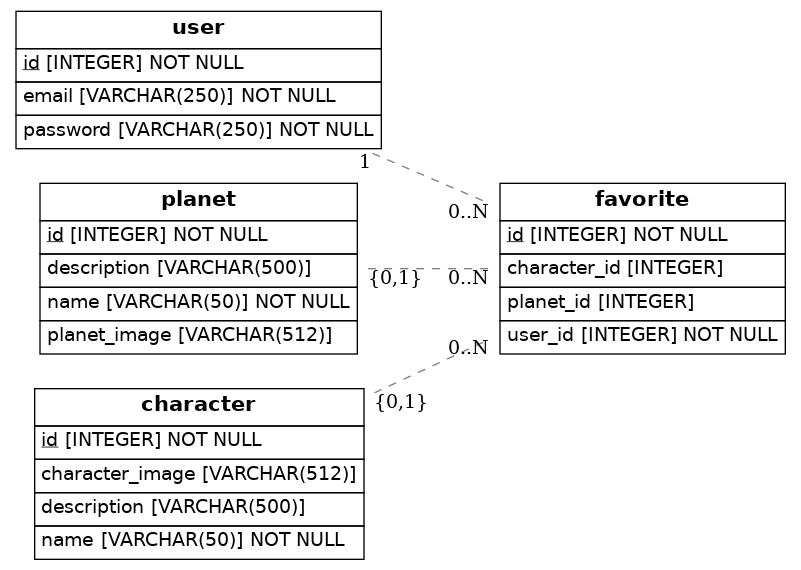 user
id [INTEGER] NOT NULL
email [VARCHAR(250)] NOT NULL
password [VARCHAR(250)] NOT NULL
1
0..N
planet
id [INTEGER] NOT NULL
description [VARCHAR(500)]
name [VARCHAR(50)] NOT NULL
planet_image [VARCHAR(512)]
{0,1}
0..N
favorite
id [INTEGER] NOT NULL
character_id [INTEGER]
planet_id [INTEGER]
user_id [INTEGER] NOT NULL
0..N
{0,1}
character
id [INTEGER] NOT NULL
character_image [VARCHAR(512)]
description [VARCHAR(500)]
name [VARCHAR(50)] NOT NULL